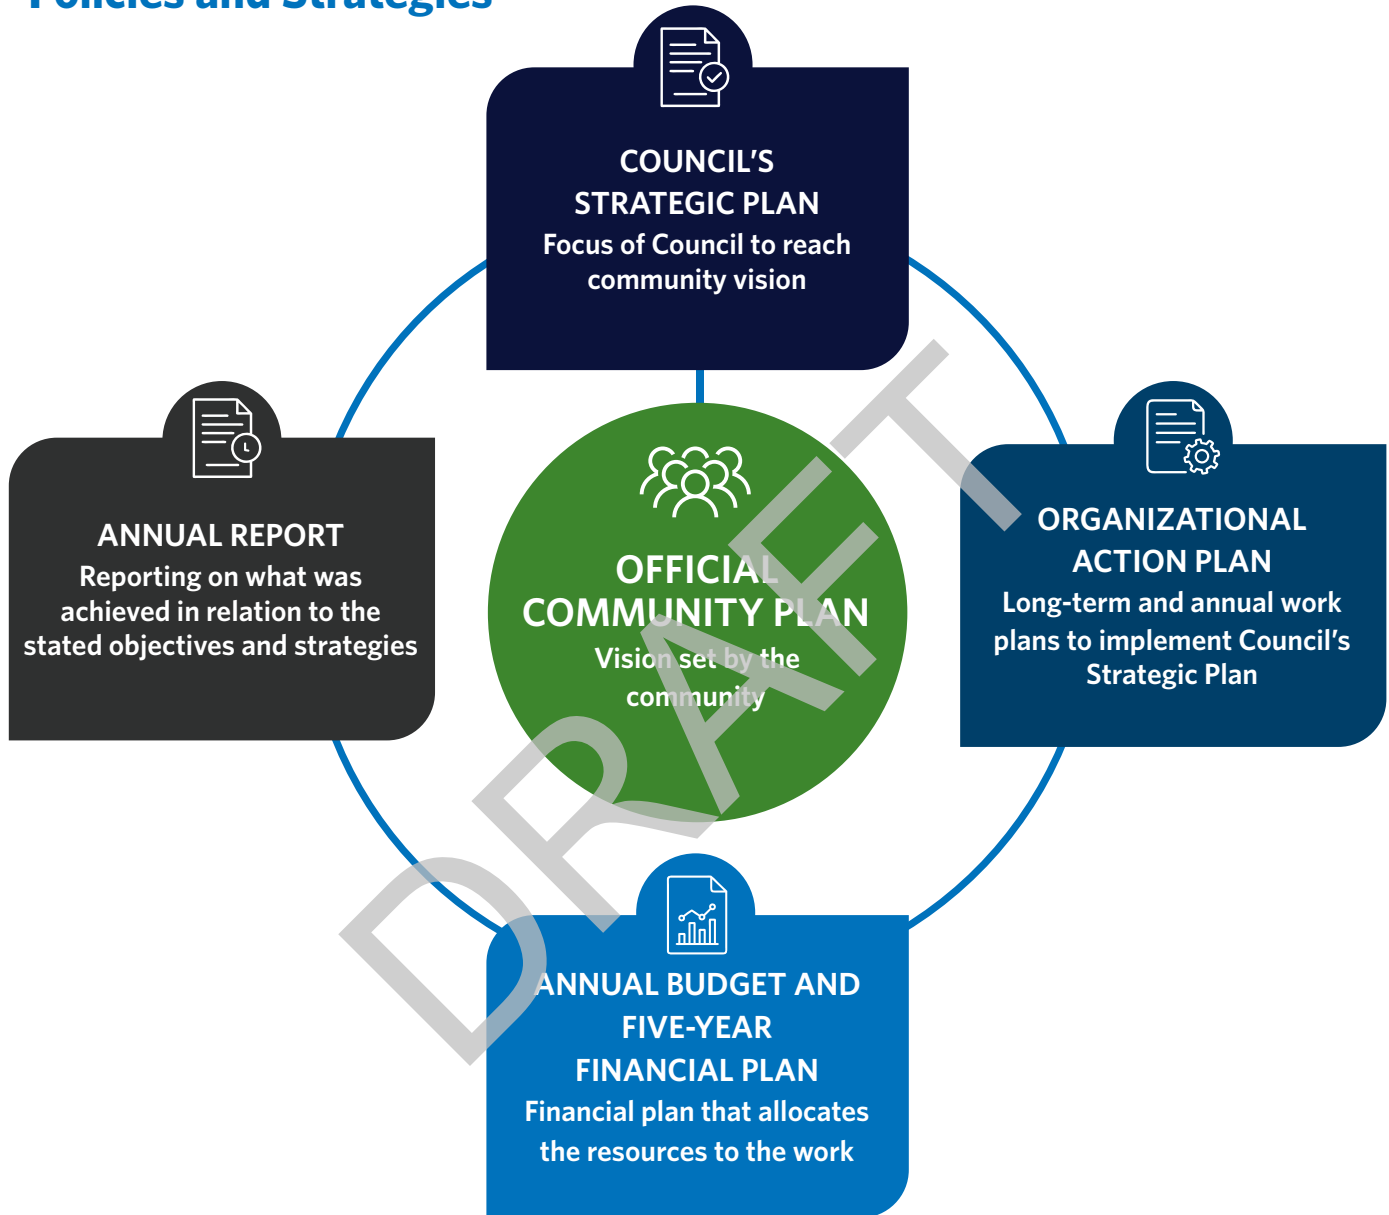 Policies and Strategies
COUNCIL'S
STRATEGIC PLAN
Focus of Council to reach
community vision
ANNUAL REPORT
Reporting on what was
achieved in relation to the
stated objectives and strategies
OFFICIAL
COMMUNITY PLAN
Vision set by the
community
ORGANIZATIONAL
ACTION PLAN
Long-term and annual work
plans to implement Council's
Strategic Plan
ANNUAL BUDGET AND
FIVE-YEAR
FINANCIAL PLAN
Financial plan that allocates
the resources to the work
DRAFT